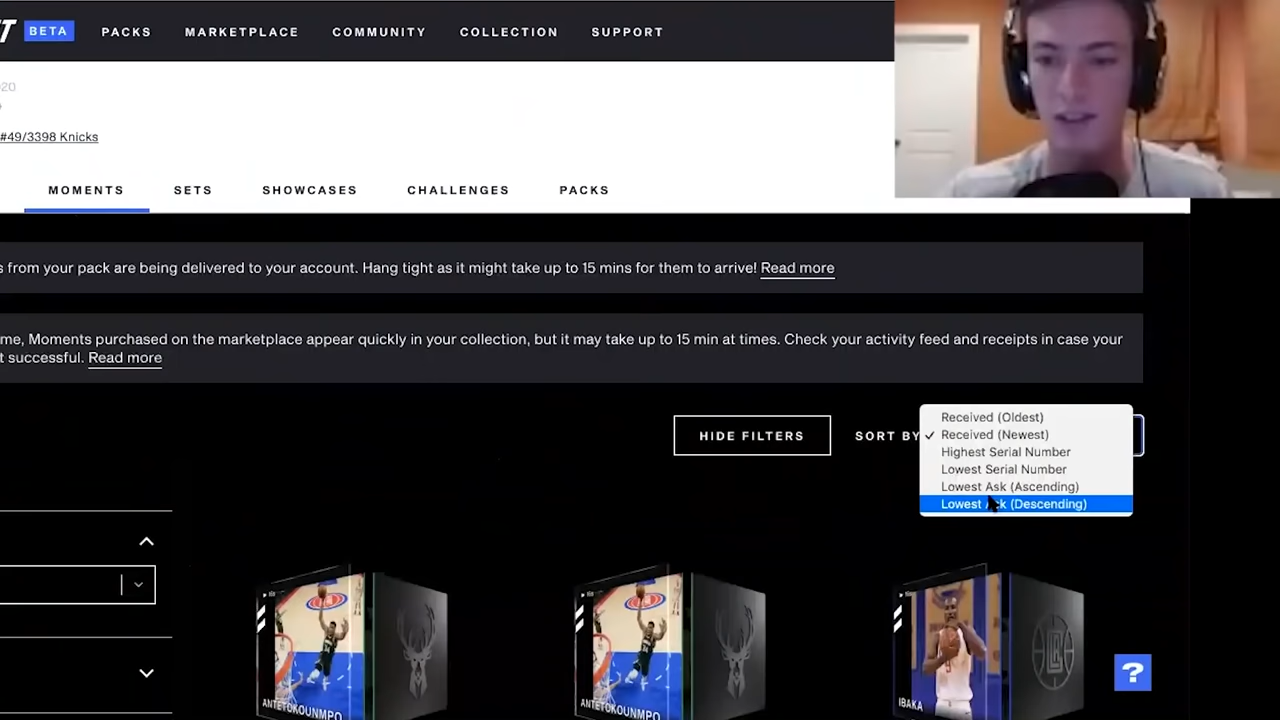 T BETA PACKS MARKETPLACE COMMUNITY COLLECTION SUPPORT
#49/3398 Knicks
MOMENTS SETS SHOWCASES CHALLENGES PACKS
s from your pack are being delivered to your account. Hang tight as it might take up to 15 mins for them to arrive! Read more
me, Moments purchased on the marketplace appear quickly in your collection, but it may take up to 15 min at times. Check your activity feed and receipts in case your
t successful. Read more
HIDE FILTERS SORT BY
Received (Oldest)
✓ Received (Newest)
Highest Serial Number
Lowest Serial Number
Lowest Ask (Ascending)
Lowest Ask (Descending)
ANTETOKOUNMPO ANTETOKOUNMPO IBAKA
?